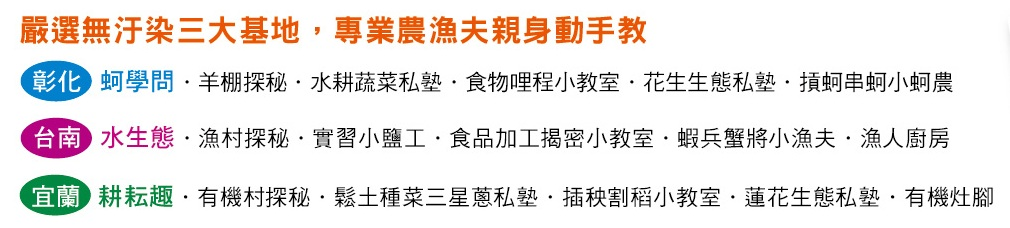 嚴選無汙染三大基地，專業農漁夫親身動手教
彰化 蚵學問・羊棚探秘・水耕蔬菜私塾・食物哩程小教室・花生生態私塾・摃蚵串蚵小蚵農
台南 水生態・漁村探秘・實習小鹽工・食品加工揭密小教室・蝦兵蟹將小漁夫・漁人廚房
宜蘭 耕耘趣・有機村探秘・鬆土種菜三星蔥私塾・插秧割稻小教室・蓮花生態私塾・有機灶腳